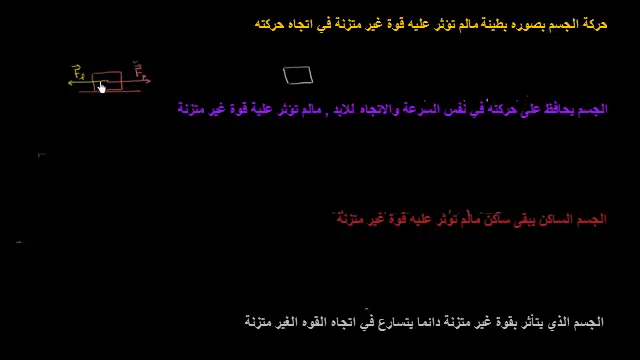 حركة الجسم بصوره بطيئة مالم تؤثر عليه قوة غير متزنة في اتجاه حركته
الجسم يحافظ على حركته في نفس السرعة والاتجاه للابد , مالم تؤثر علية قوة غير متزنة
الجسم الساكن يبقى ساكن مالم تؤثر عليه قوة غير متزنة
الجسم الذي يتأثر بقوة غير متزنة دائما يتسارع في اتجاه القوه الغير متزنة